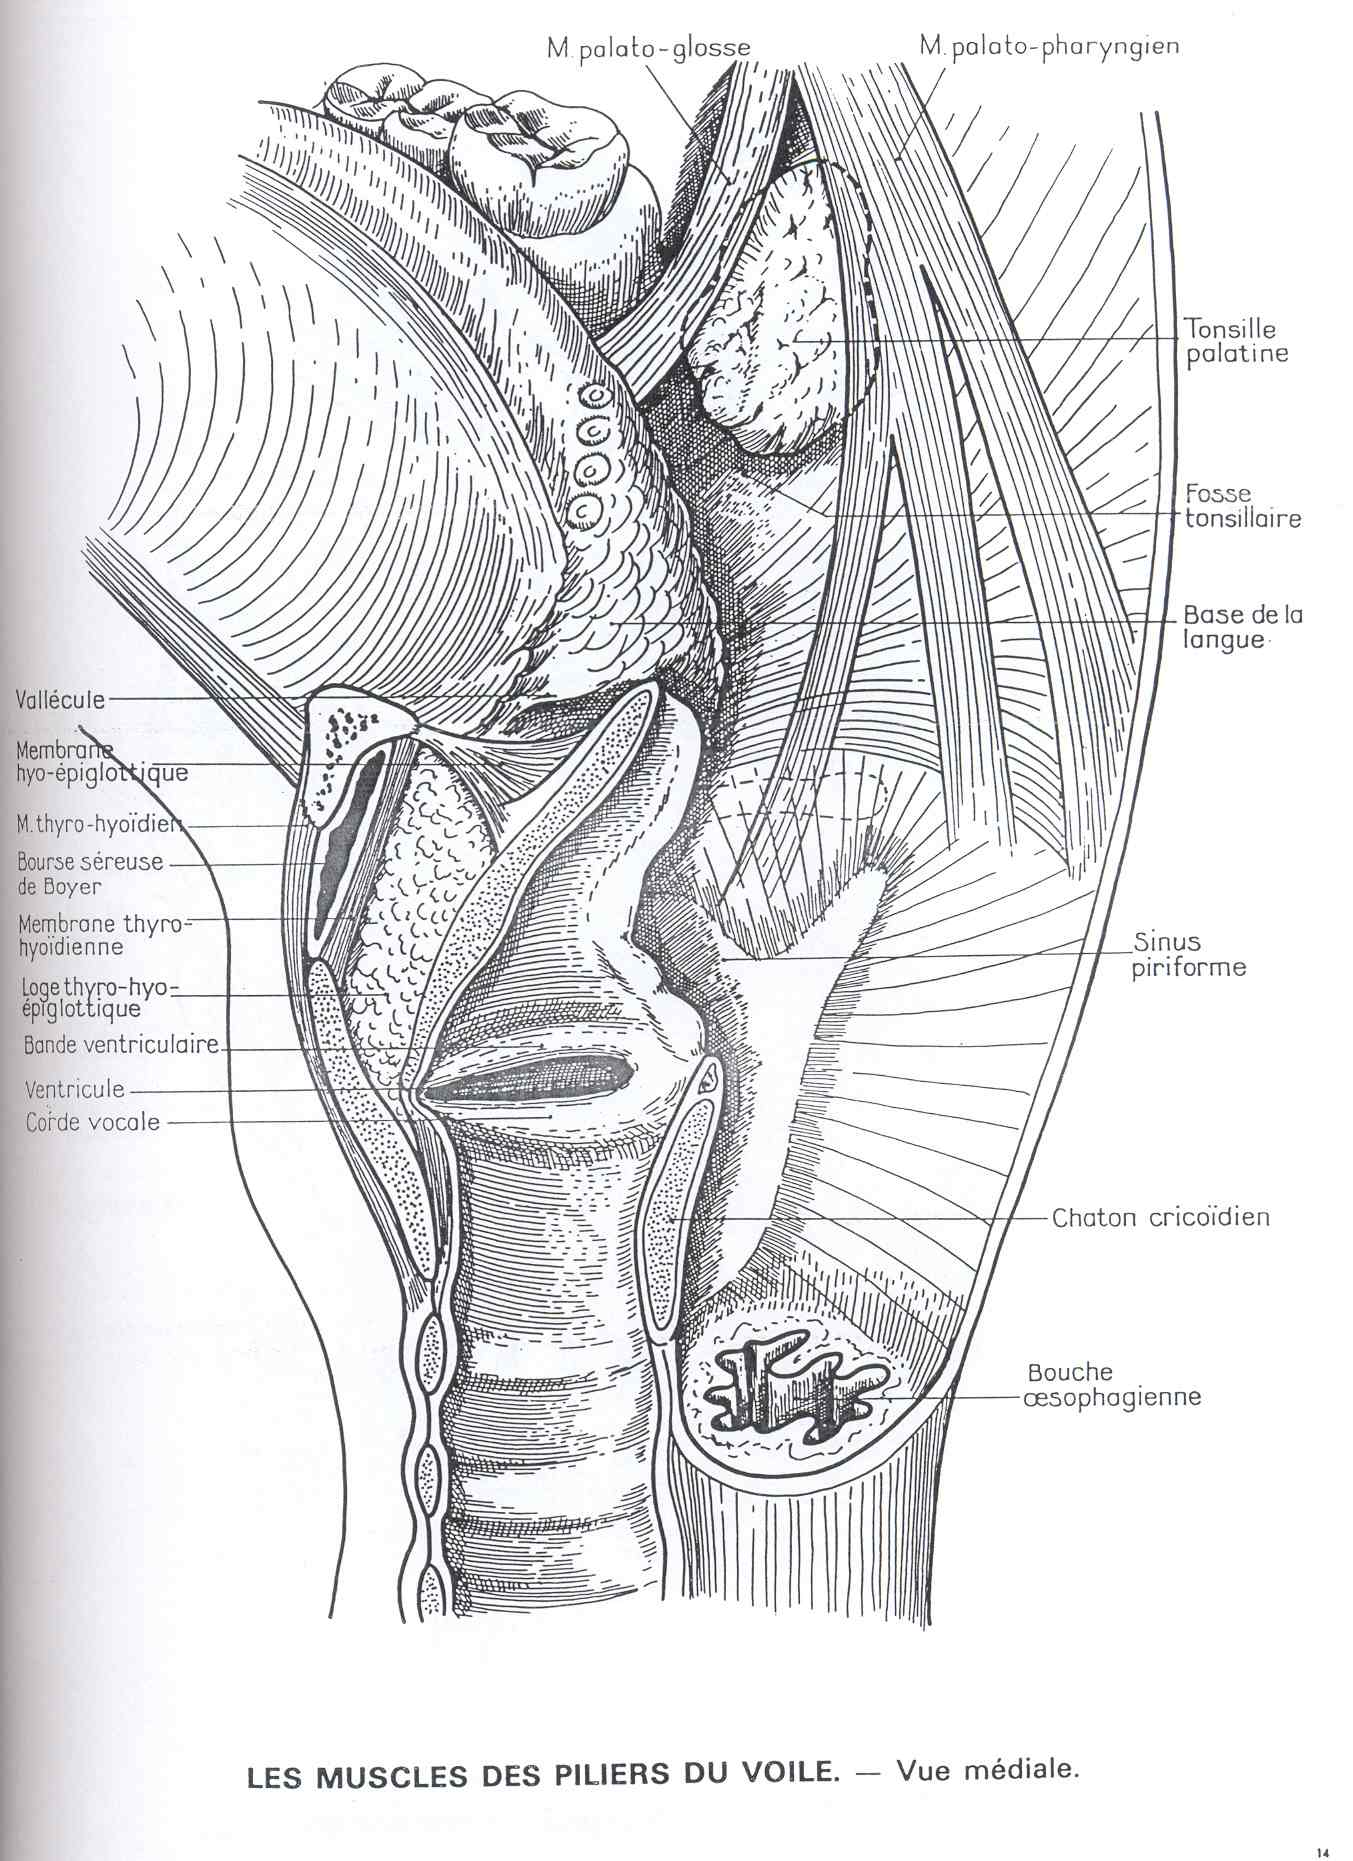 M. palato-glosse
M. palato-pharyngien
Tonsille
palatine
Fosse
tonsillaire
Base de la
langue
Vallécule
Membrane
hyo-épiglottique
M. thyro-hyoïdien
Bourse séreuse
de Boyer
Membrane thyro-
hyoïdienne
Loge thyro-hyo-
épiglottique
Bande ventriculaire
Ventricule
Corde vocale
Sinus
piriforme
Chaton cricoïdien
Bouche
œsophagienne
LES MUSCLES DES PILIERS DU VOILE. — Vue médiale.
14